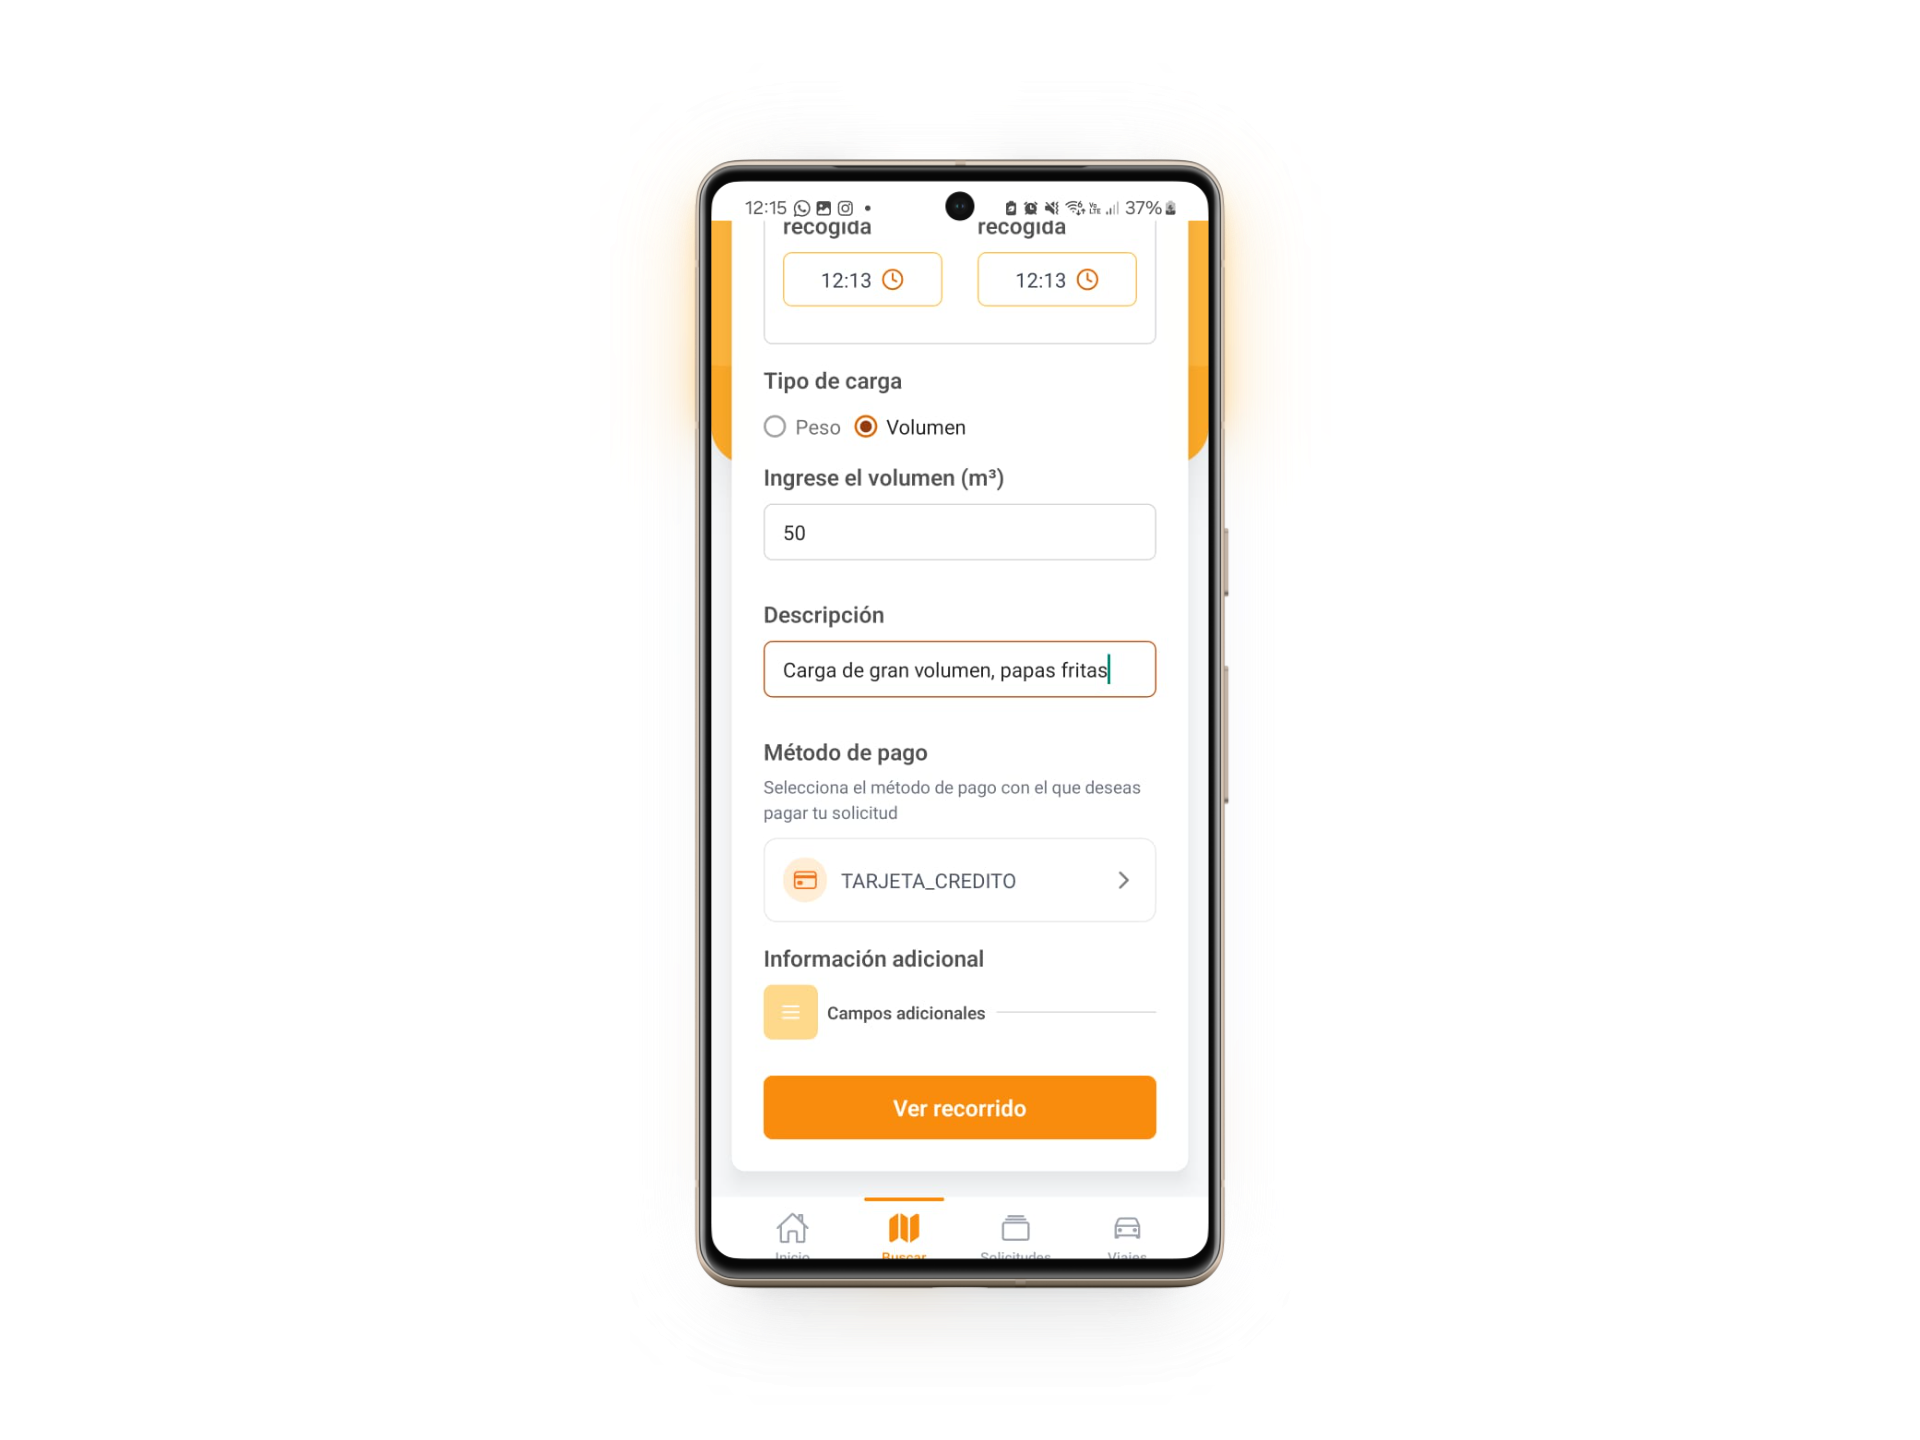 12:15 37%
recogida recogida
12:13 12:13
Tipo de carga
Peso Volumen
Ingrese el volumen (m³)
50
Descripción
Carga de gran volumen, papas fritas
Método de pago
Selecciona el método de pago con el que deseas
pagar tu solicitud
TARJETA_CREDITO
Información adicional
Campos adicionales
Ver recorrido
Inicio Buscar Solicitudes Viajes